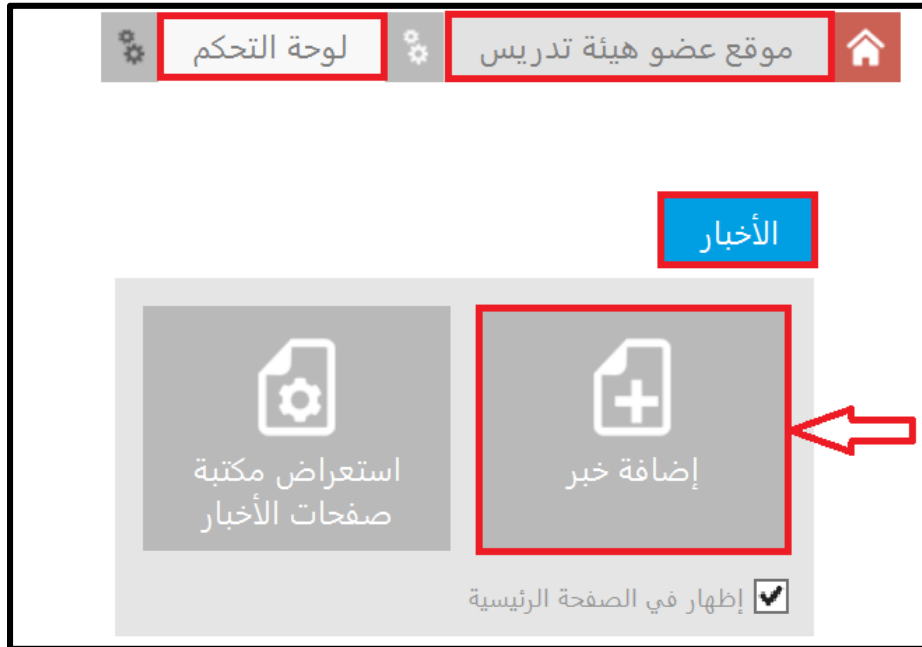 موقع عضو هيئة تدريس
لوحة التحكم
الأخبار
إضافة خبر
استعراض مكتبة
صفحات الأخبار
إظهار في الصفحة الرئيسية